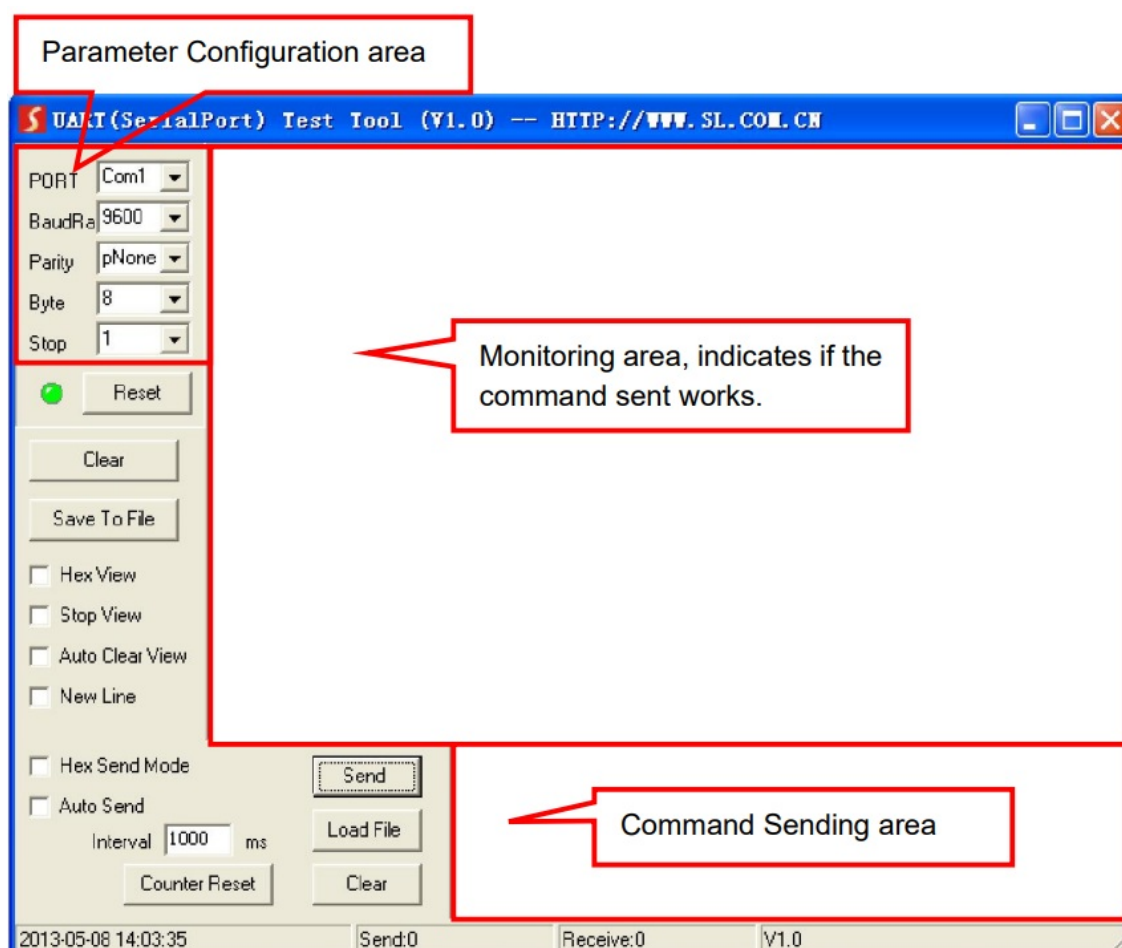 Parameter Configuration area
UART(SerialPort) Test Tool (V1.0) -- HTTP://WWW.SL.COM.CN
PORT Com1
BaudRa 9600
Parity pNone
Byte 8
Stop 1
Reset
Monitoring area, indicates if the
command sent works.
Clear
Save To File
Hex View
Stop View
Auto Clear View
New Line
Hex Send Mode
Send
Auto Send
Interval 1000 ms
Load File
Command Sending area
Counter Reset
Clear
2013-05-08 14:03:35 Send:0 Receive:0 V1.0